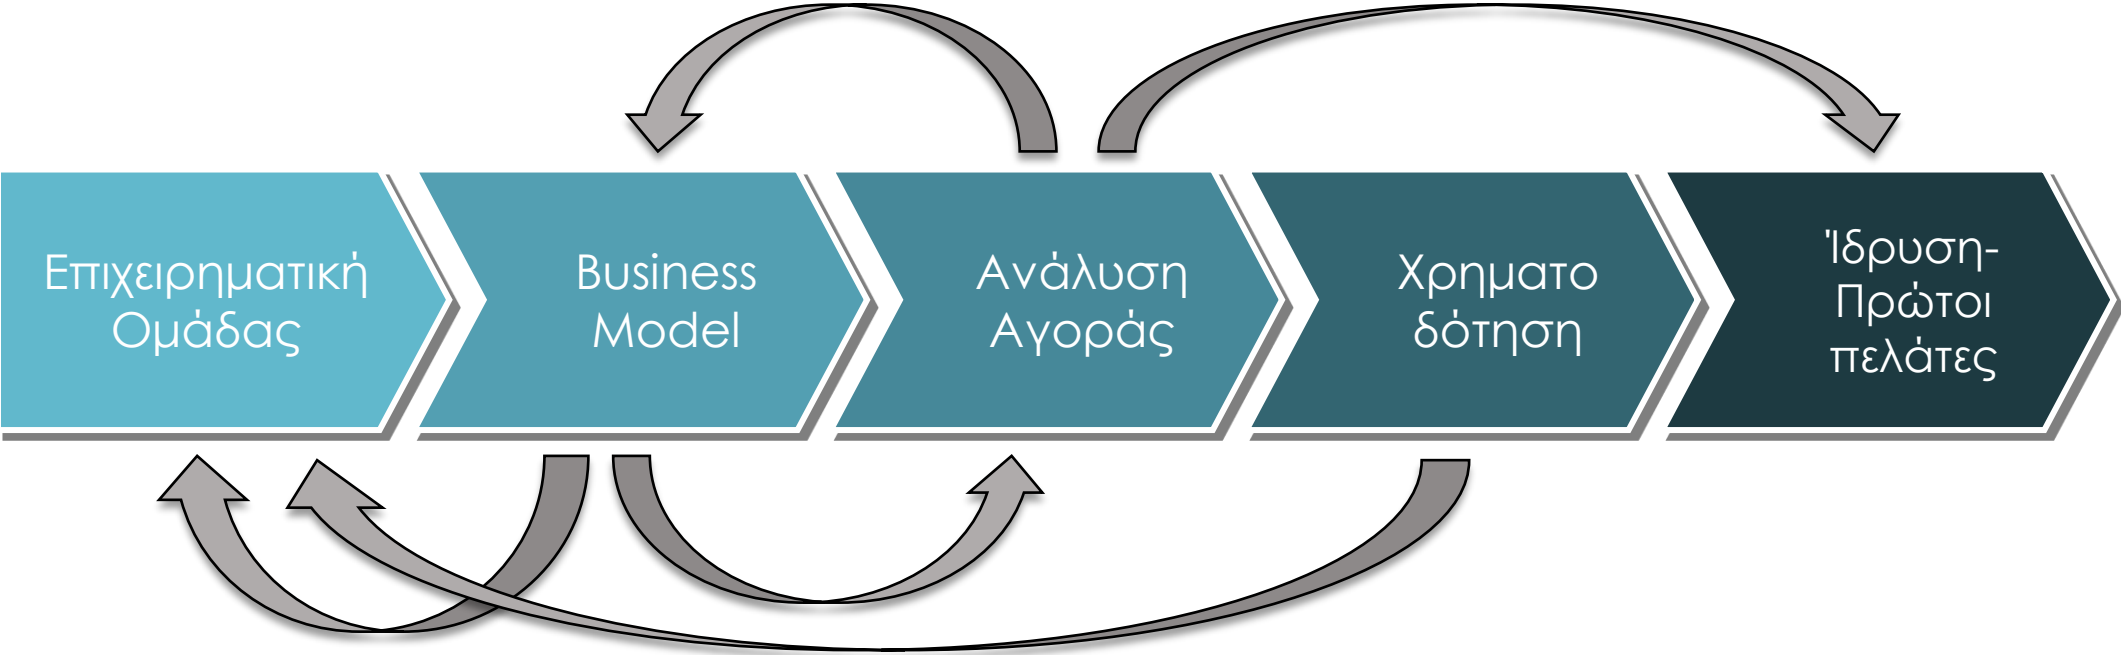 Επιχειρηματική
Ομάδας
Business
Model
Ανάλυση
Αγοράς
Χρηματο
δότηση
Ίδρυση-
Πρώτοι
πελάτες